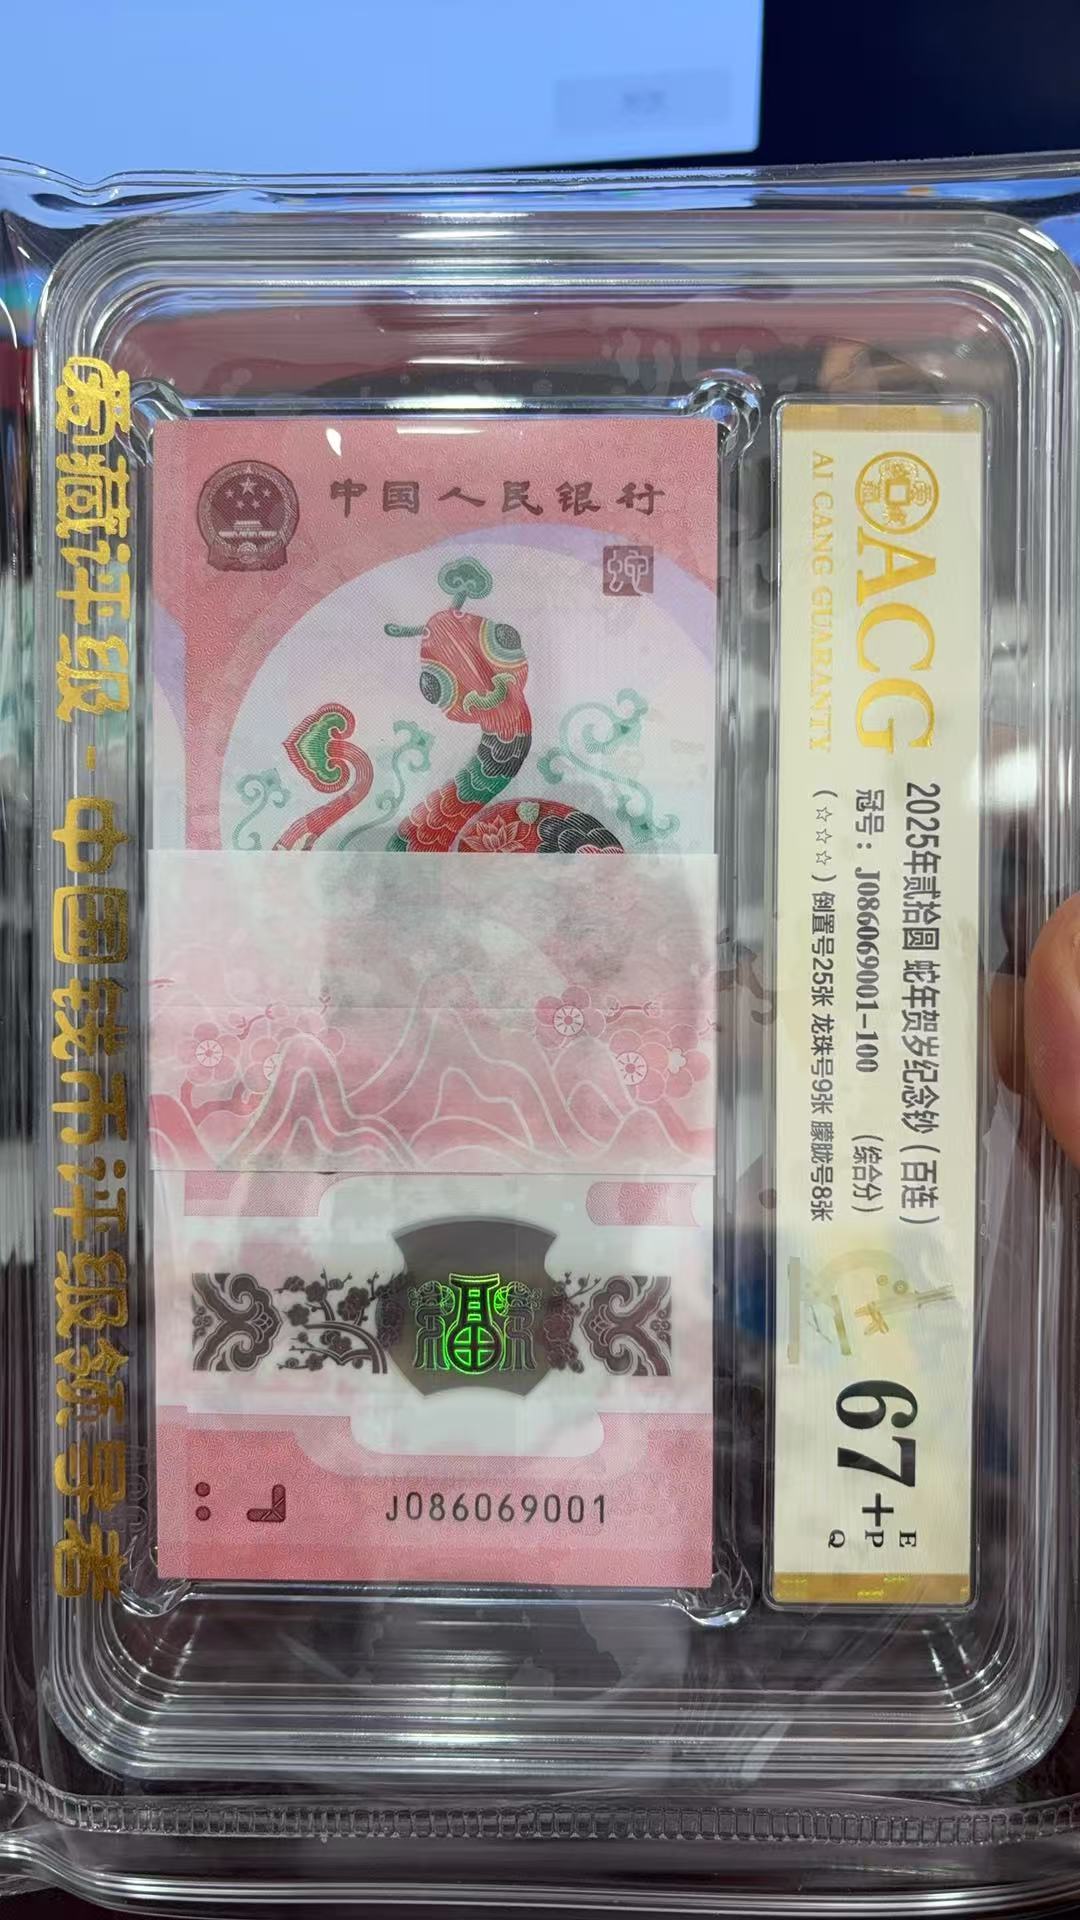 爱藏评级-中国钱币评级领导者
中国人民银行
蛇
J086069001
ACG
AI CANG GUARANTY
2025年贰拾圆 蛇年贺岁纪念钞（百连）
冠号：J086069001-100 （综合分）
（☆☆☆）倒置号25张 龙珠号9张 朦胧号8张
67+
E
P
Q